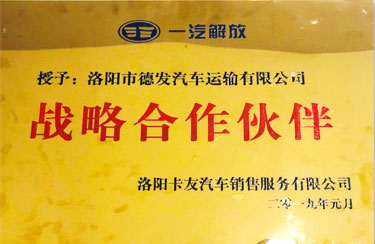 一汽解放
授予：洛阳市德发汽车运输有限公司
战略合作伙伴
洛阳卡友汽车销售服务有限公司
二零一九年元月